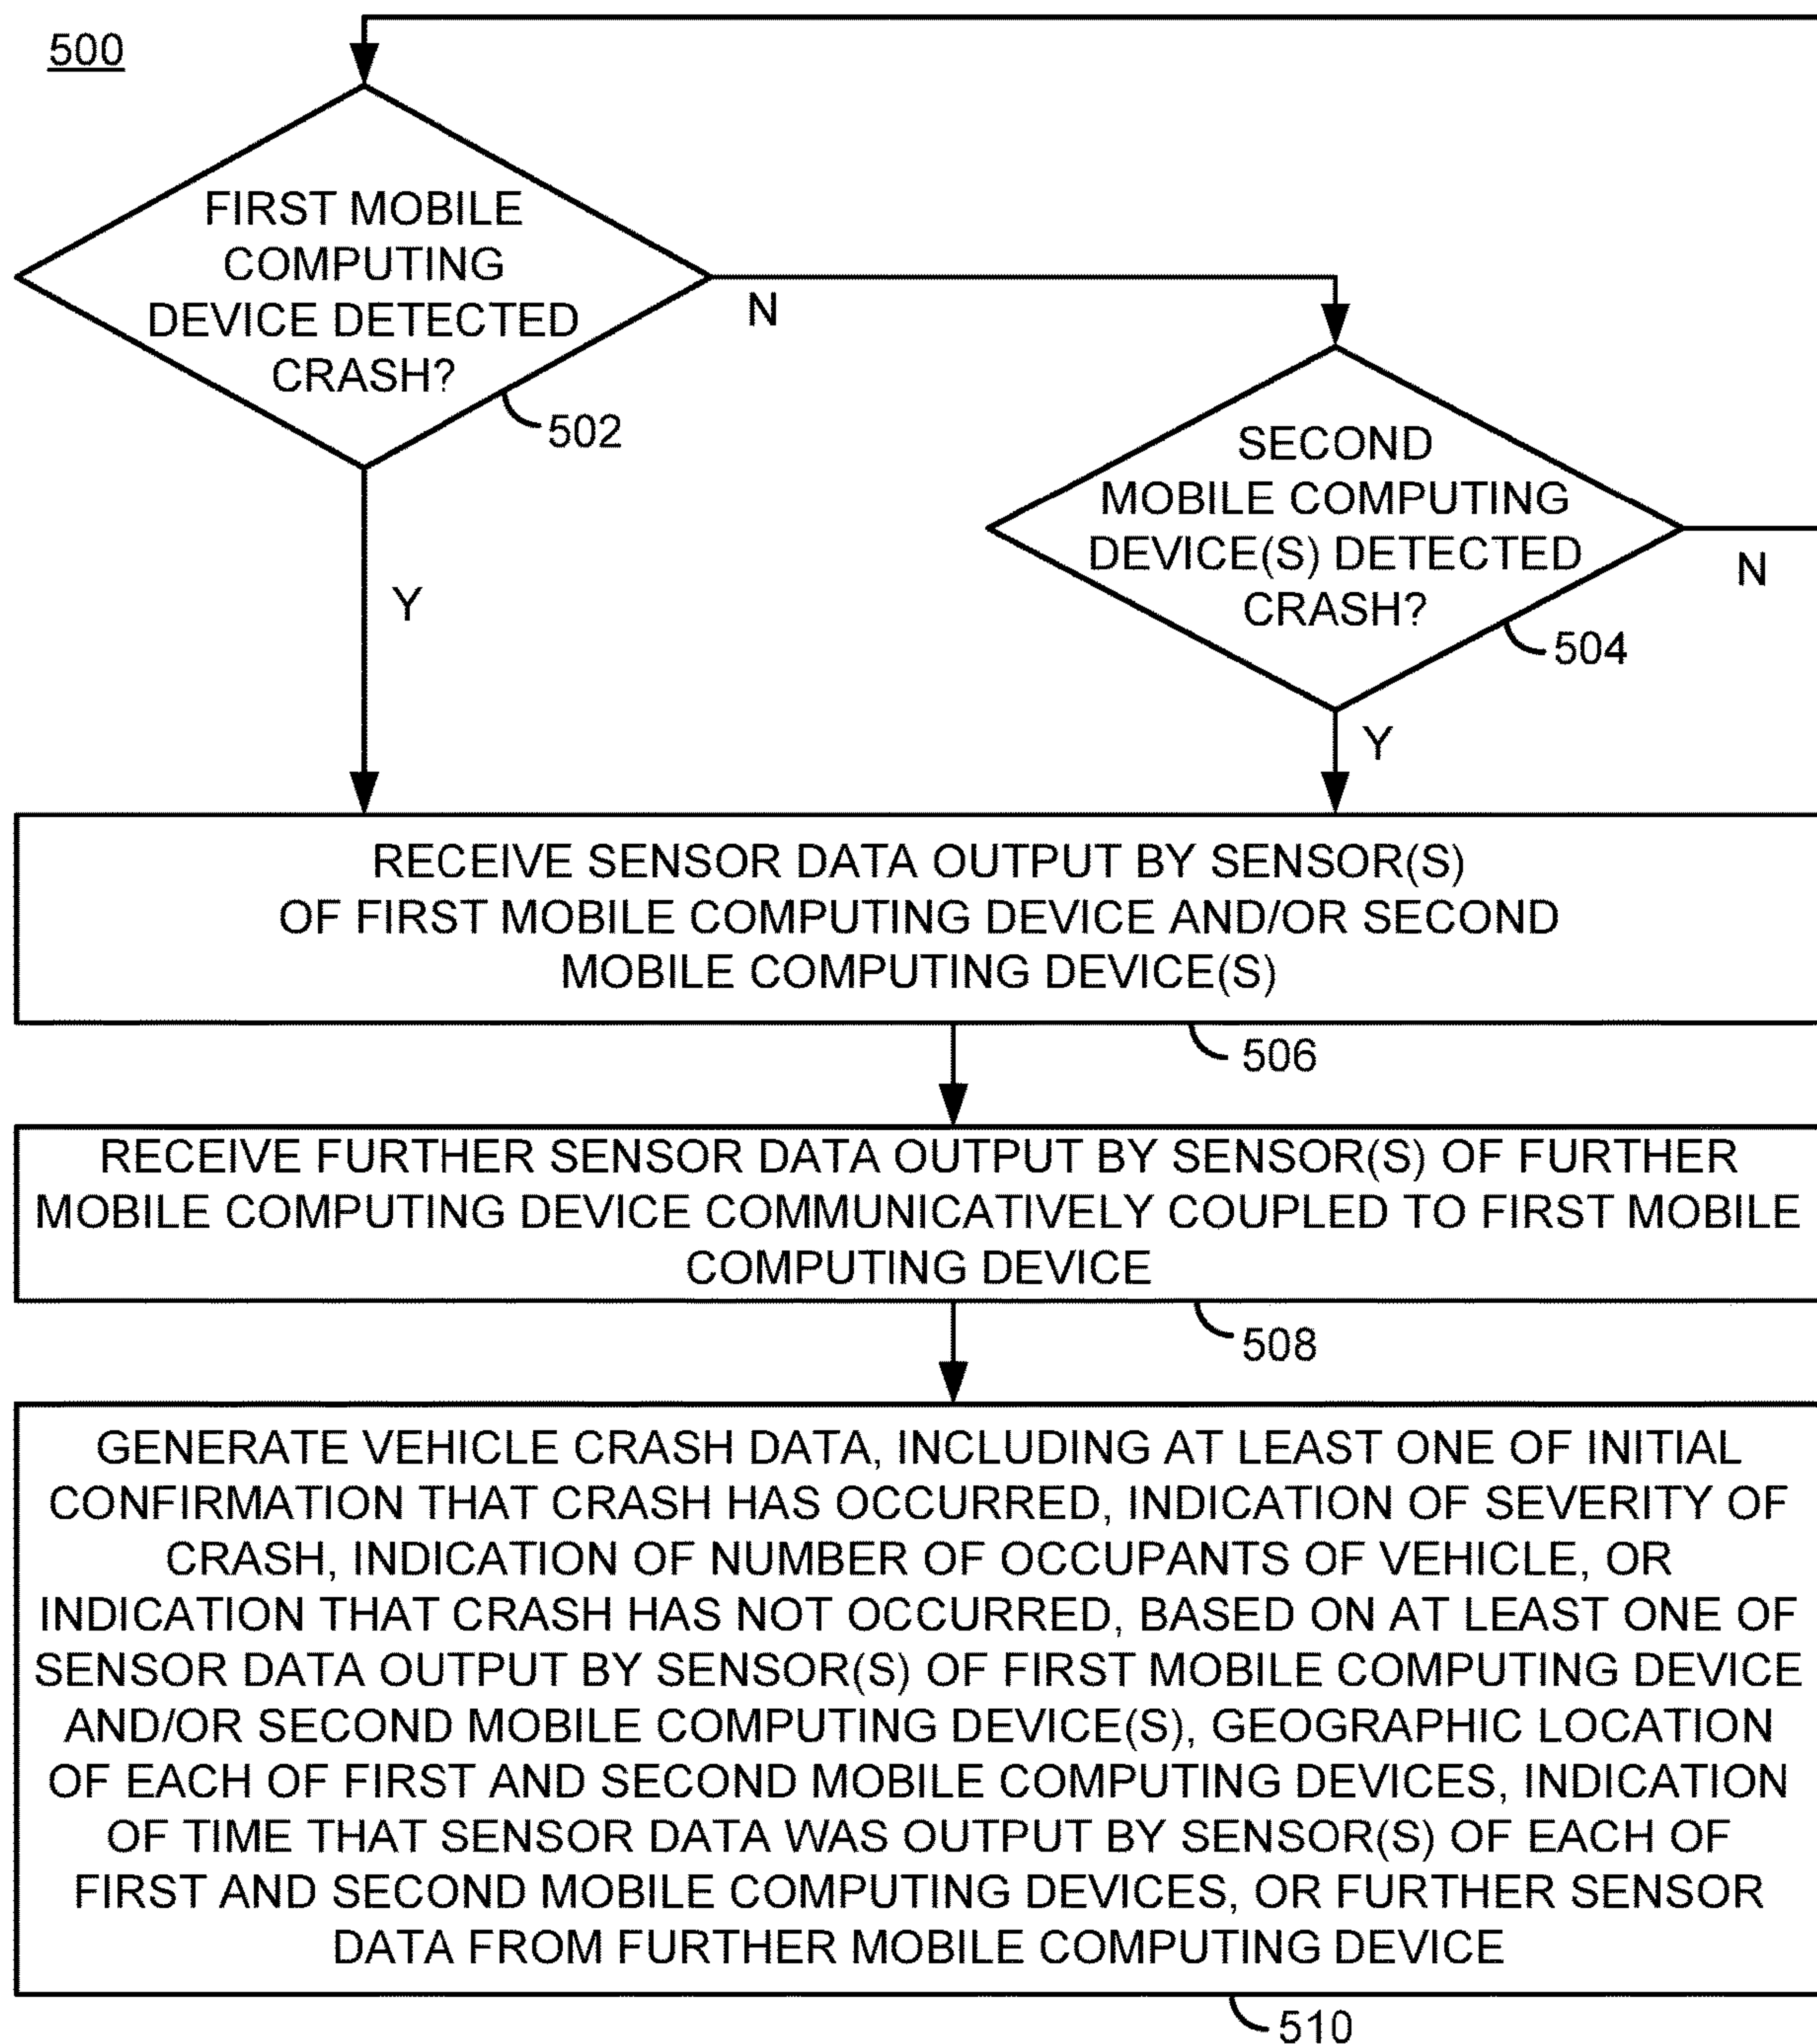 500
FIRST MOBILE
COMPUTING
DEVICE DETECTED
CRASH?
N
502
SECOND
MOBILE COMPUTING
DEVICE(S) DETECTED
CRASH?
N
504
Y
Y
RECEIVE SENSOR DATA OUTPUT BY SENSOR(S)
OF FIRST MOBILE COMPUTING DEVICE AND/OR SECOND
MOBILE COMPUTING DEVICE(S)
506
RECEIVE FURTHER SENSOR DATA OUTPUT BY SENSOR(S) OF FURTHER
MOBILE COMPUTING DEVICE COMMUNICATIVELY COUPLED TO FIRST MOBILE
COMPUTING DEVICE
508
GENERATE VEHICLE CRASH DATA, INCLUDING AT LEAST ONE OF INITIAL
CONFIRMATION THAT CRASH HAS OCCURRED, INDICATION OF SEVERITY OF
CRASH, INDICATION OF NUMBER OF OCCUPANTS OF VEHICLE, OR
INDICATION THAT CRASH HAS NOT OCCURRED, BASED ON AT LEAST ONE OF
SENSOR DATA OUTPUT BY SENSOR(S) OF FIRST MOBILE COMPUTING DEVICE
AND/OR SECOND MOBILE COMPUTING DEVICE(S), GEOGRAPHIC LOCATION
OF EACH OF FIRST AND SECOND MOBILE COMPUTING DEVICES, INDICATION
OF TIME THAT SENSOR DATA WAS OUTPUT BY SENSOR(S) OF EACH OF
FIRST AND SECOND MOBILE COMPUTING DEVICES, OR FURTHER SENSOR
DATA FROM FURTHER MOBILE COMPUTING DEVICE
510